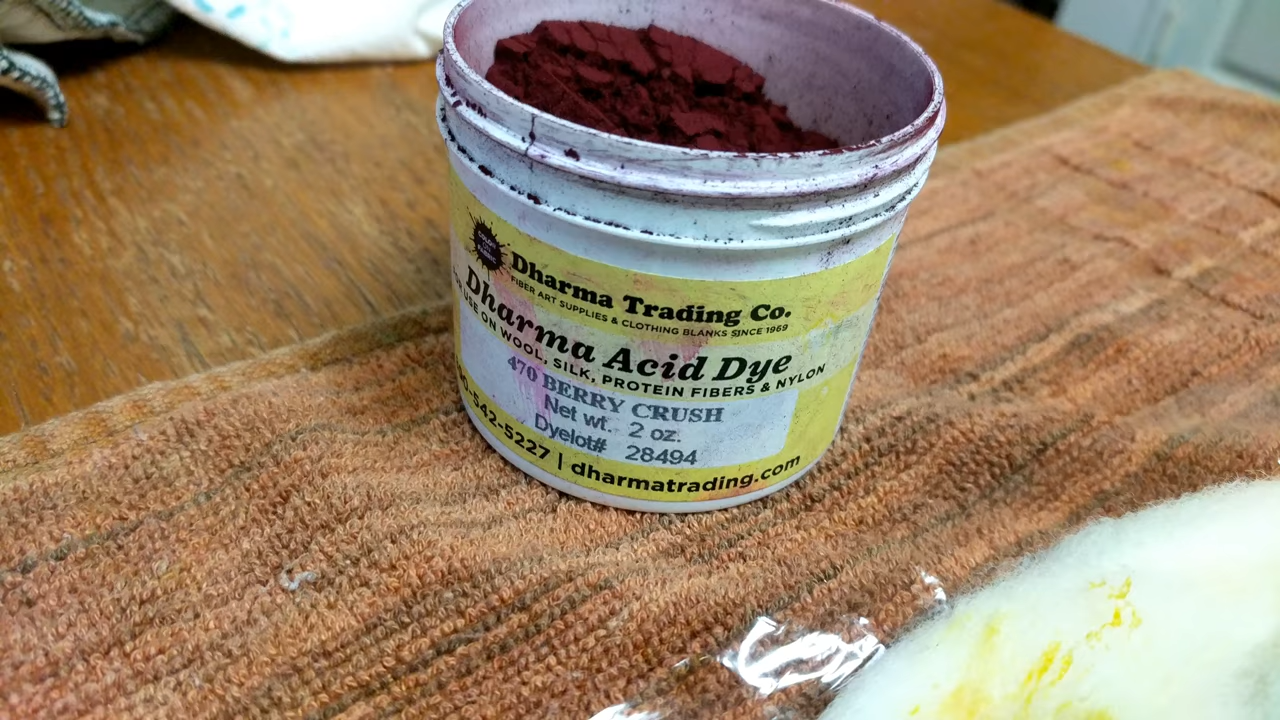 Dharma Trading Co.
FIBER ART SUPPLIES & CLOTHING BLANKS SINCE 1969
Dharma Acid Dye
USE ON WOOL, SILK, PROTEIN FIBERS & NYLON
470 BERRY CRUSH
Net wt. 2 oz.
Dyelot# 28494
-542-5227 | dharmatrading.com